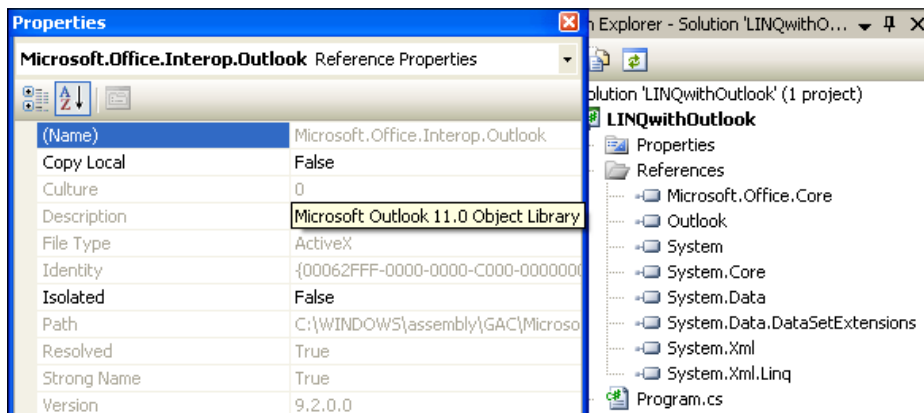 Properties
Microsoft.Office.Interop.Outlook Reference Properties
(Name) Microsoft.Office.Interop.Outlook
Copy Local False
Culture 0
Description Microsoft Outlook 11.0 Object Library
File Type ActiveX
Identity {00062FFF-0000-0000-C000-0000000
Isolated False
Path C:\WINDOWS\assembly\GAC\Microso
Resolved True
Strong Name True
Version 9.2.0.0
n Explorer - Solution 'LINQwithO...
olution 'LINQwithOutlook' (1 project)
LINQwithOutlook
Properties
References
Microsoft.Office.Core
Outlook
System
System.Core
System.Data
System.Data.DataSetExtensions
System.Xml
System.Xml.Linq
Program.cs